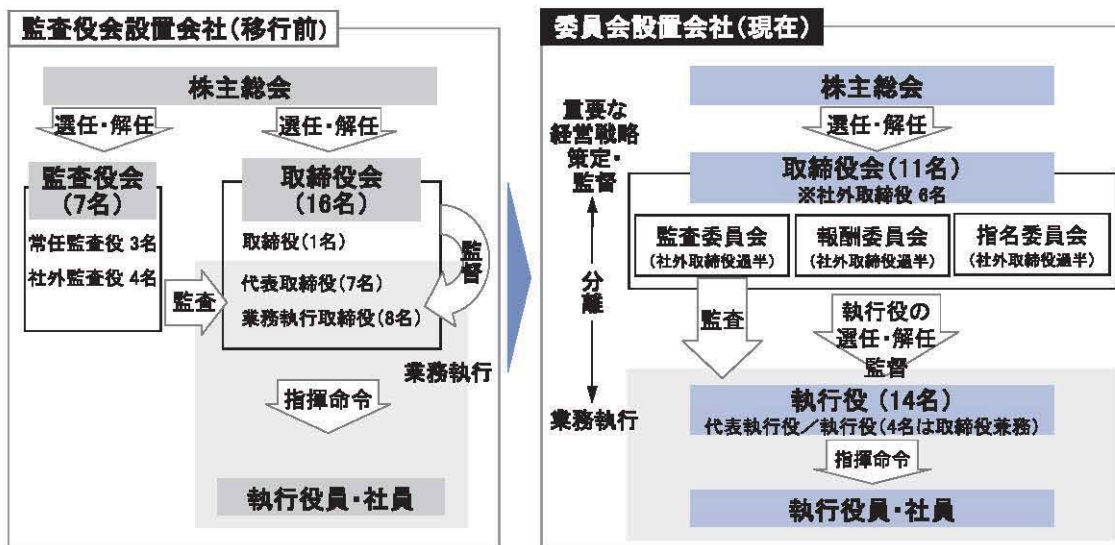 監査役会設置会社(移行前)
株主総会
選任・解任
選任・解任
監査役会
(7名)
常任監査役 3名
社外監査役 4名
監査
取締役会
(16名)
取締役(1名)
代表取締役(7名)
業務執行取締役(8名)
監督
業務執行
指揮命令
執行役員・社員
委員会設置会社(現在)
重要な
経営戦略
策定・
監督
分離
業務執行
株主総会
選任・解任
取締役会(11名)
※社外取締役 6名
監査委員会
(社外取締役過半)
報酬委員会
(社外取締役過半)
指名委員会
(社外取締役過半)
監査
執行役の
選任・解任
監督
執行役 (14名)
代表執行役/執行役(4名は取締役兼務)
指揮命令
執行役員・社員